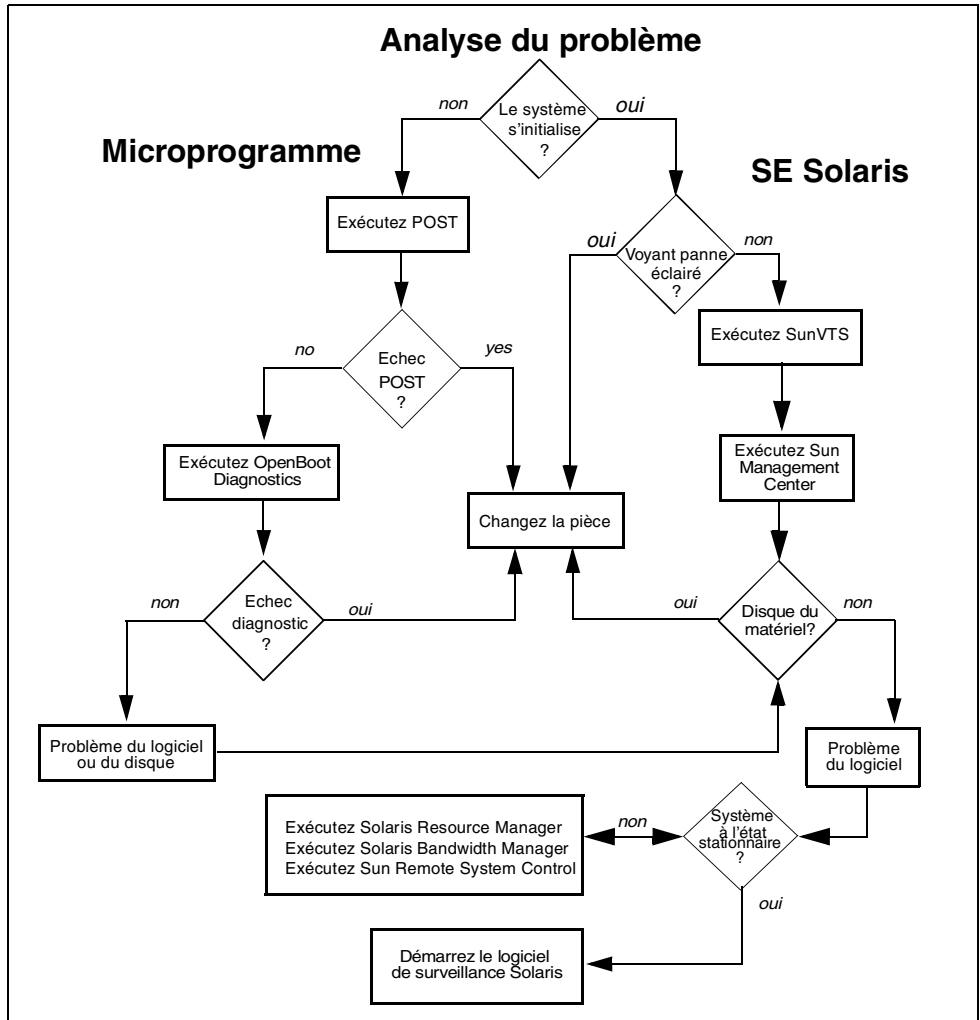 Analyse du problème
non
Le système
s'initialise
?
oui
Microprogramme
SE Solaris
Exécutez POST
oui
Voyant panne
éclairé
?
non
Exécutez SunVTS
no
Echec
POST
?
yes
Exécutez OpenBoot
Diagnostics
Exécutez Sun
Management
Center
Changez la pièce
non
Echec
diagnostic
?
oui
oui
Disque du
matériel?
non
Problème du logiciel
ou du disque
Problème
du logiciel
Système
à l'état
stationnaire
?
non
Exécutez Solaris Resource Manager
Exécutez Solaris Bandwidth Manager
Exécutez Sun Remote System Control
oui
Démarrez le logiciel
de surveillance Solaris